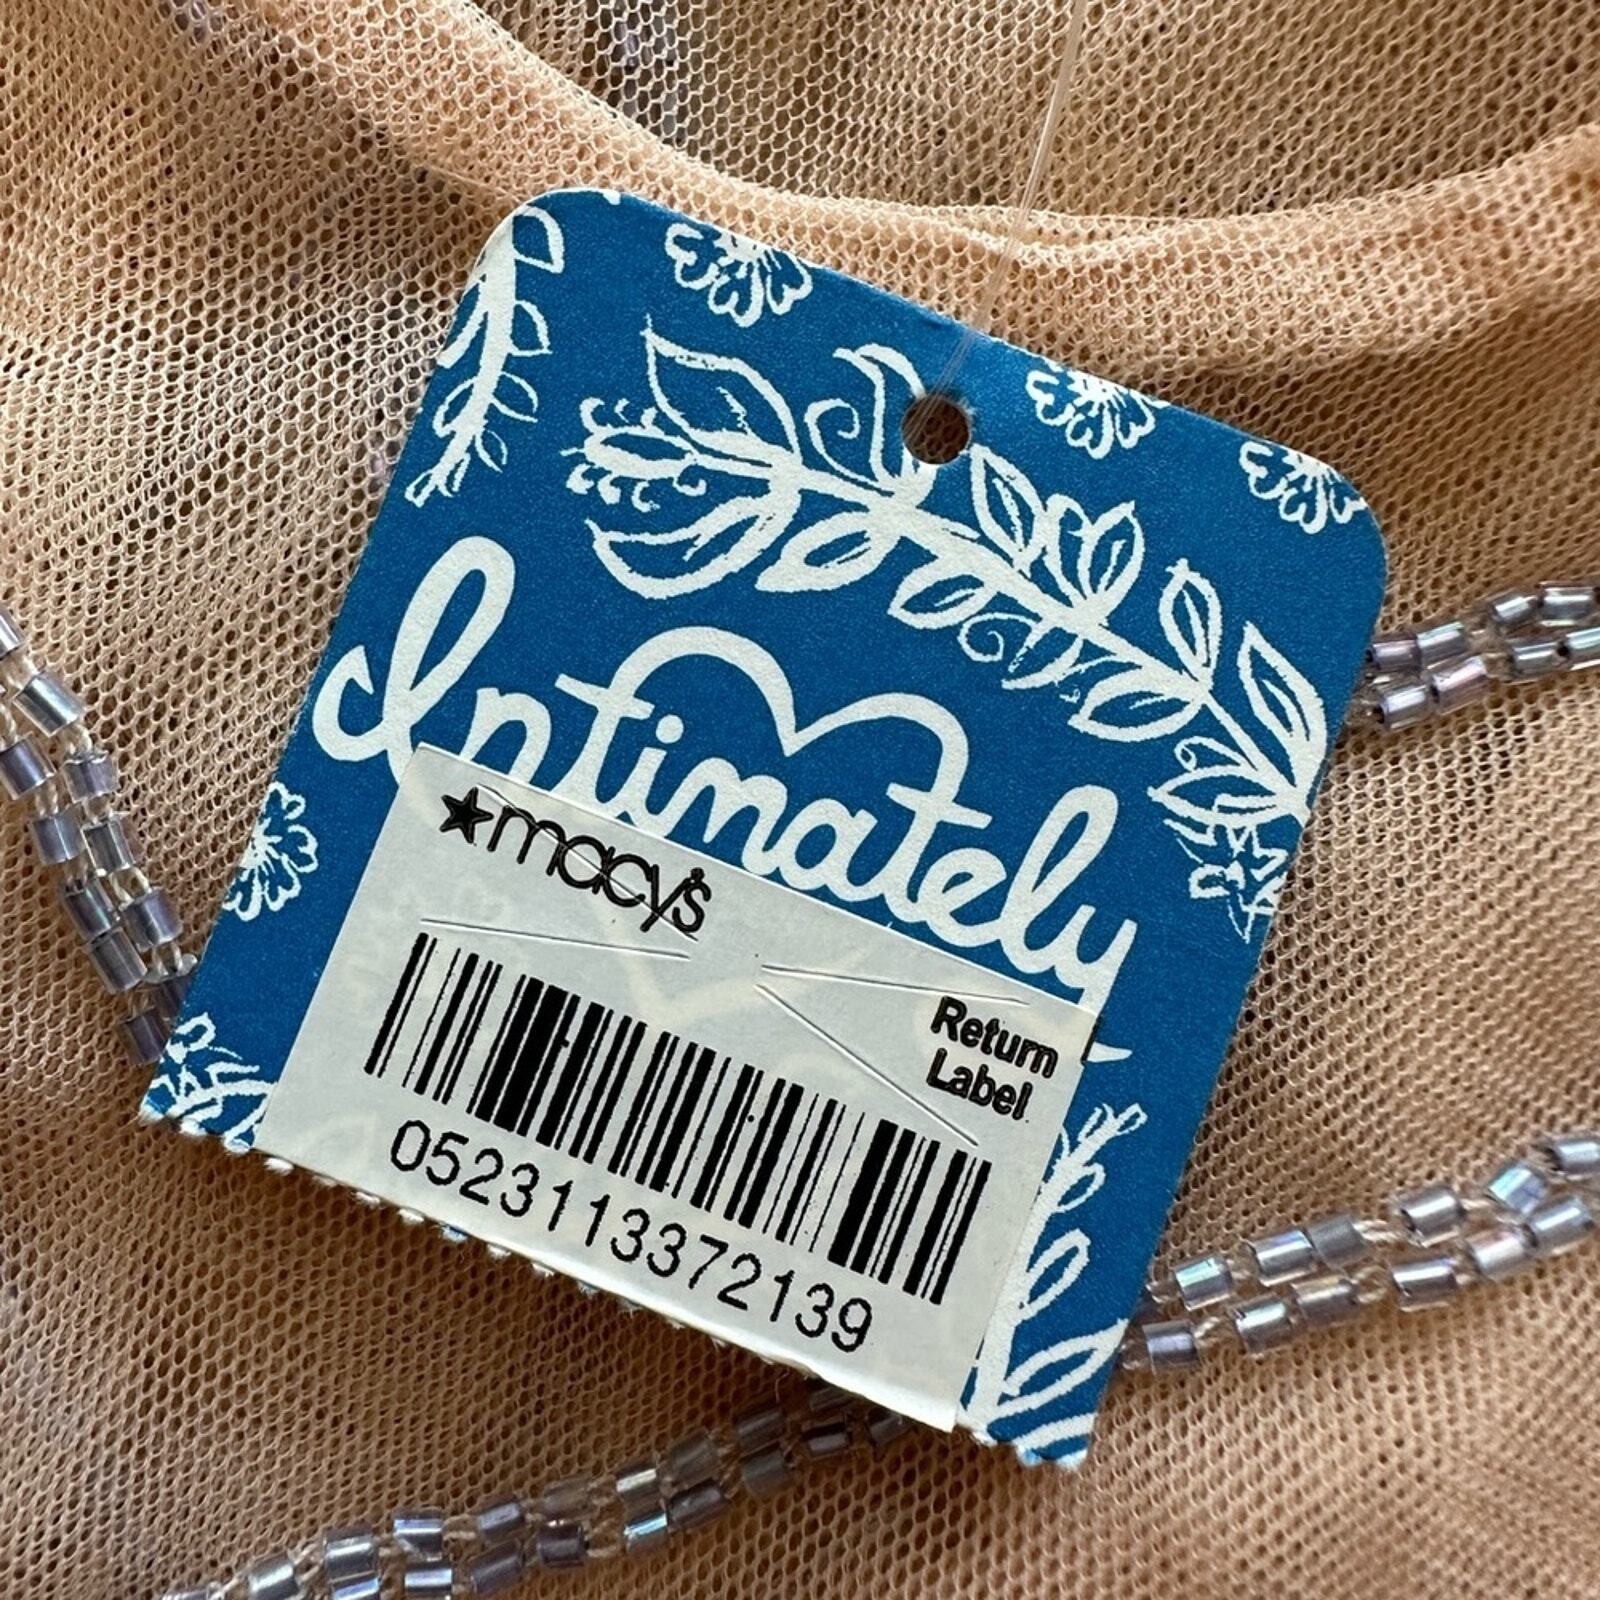 Intimately
★macy's
Return
Label
0523113372139